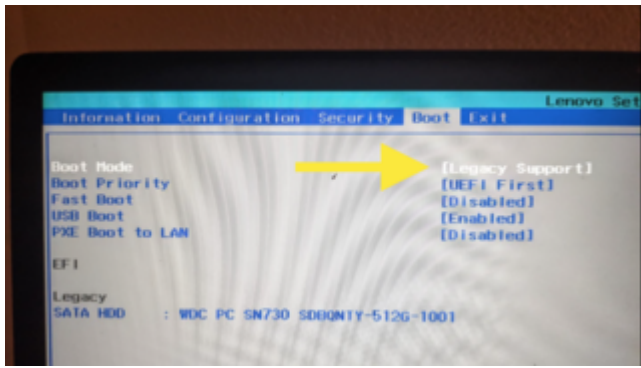 Lenovo Set
Information Configuration Security Boot Exit
Boot Mode [Legacy Support]
Boot Priority [UEFI First]
Fast Boot [Disabled]
USB Boot [Enabled]
PXE Boot to LAN [Disabled]
EFI
Legacy
SATA HDD : WDC PC SN730 SDBQNTY-512G-1001